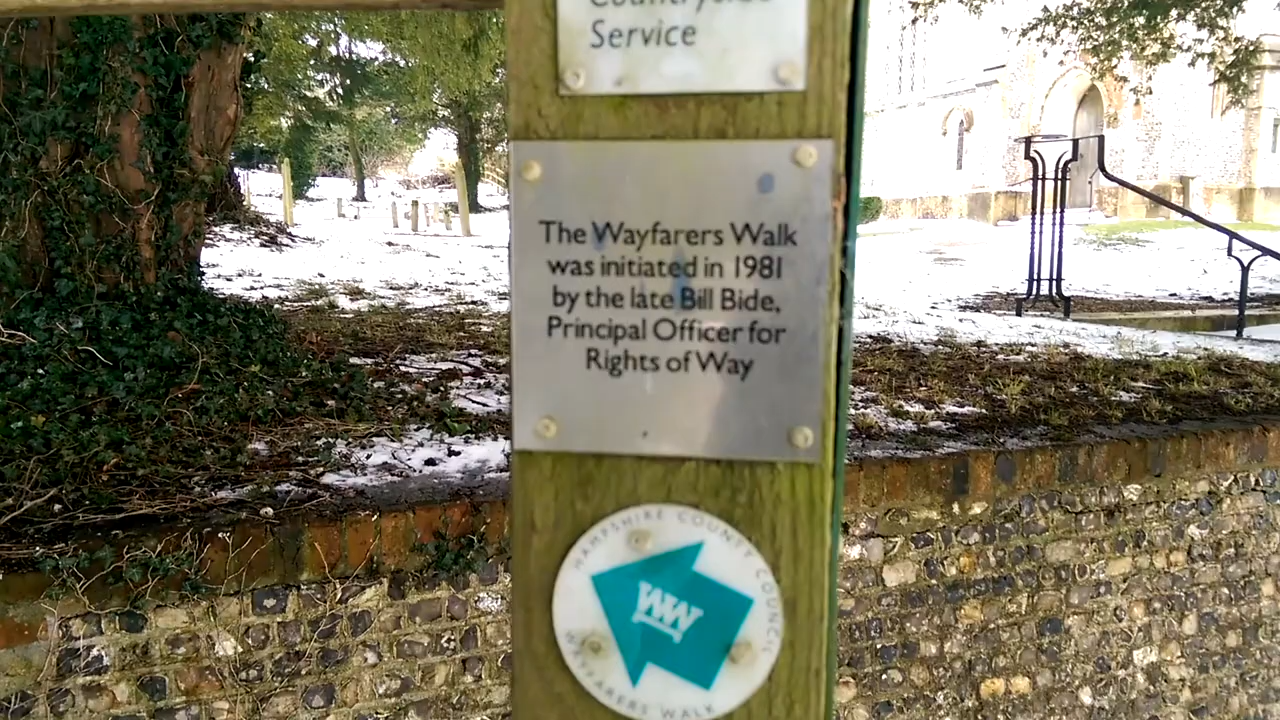 Countryside
Service
The Wayfarers Walk
was initiated in 1981
by the late Bill Bide,
Principal Officer for
Rights of Way
HAMPSHIRE COUNTY COUNCIL
WW
WAYFARERS WALK